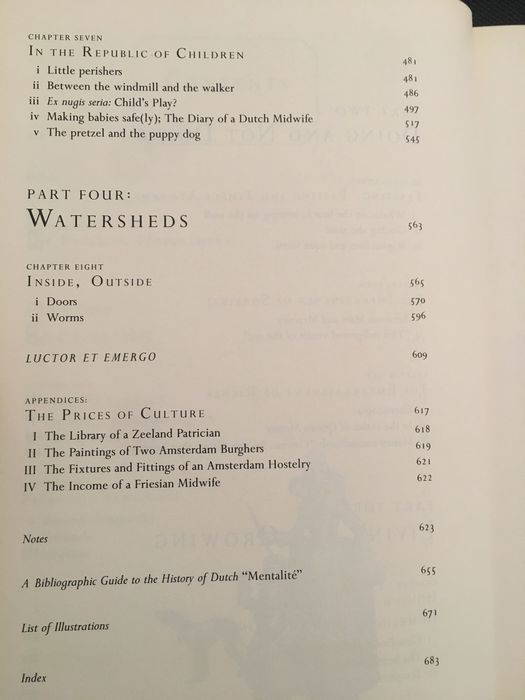 CHAPTER SEVEN
IN THE REPUBLIC OF CHILDREN 481
i Little perishers 481
ii Between the windmill and the walker 486
iii Ex nugis seria: Child's Play? 497
iv Making babies safe(ly); The Diary of a Dutch Midwife 517
v The pretzel and the puppy dog 545
PART FOUR:
WATERSHEDS 563
CHAPTER EIGHT
INSIDE, OUTSIDE 565
i Doors 570
ii Worms 596
LUCTOR ET EMERGO 609
APPENDICES:
THE PRICES OF CULTURE 617
I The Library of a Zeeland Patrician 618
II The Paintings of Two Amsterdam Burghers 619
III The Fixtures and Fittings of an Amsterdam Hostelry 621
IV The Income of a Friesian Midwife 622
Notes 623
A Bibliographic Guide to the History of Dutch "Mentalité" 655
List of Illustrations 671
Index 683